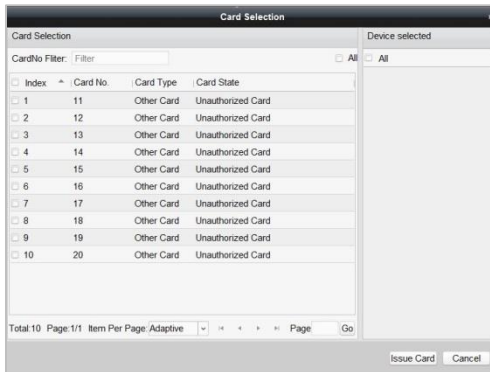 Card Selection
Card Selection
Device selected
CardNo Fliter: Filter
All
All
Index Card No. Card Type Card State
1 11 Other Card Unauthorized Card
2 12 Other Card Unauthorized Card
3 13 Other Card Unauthorized Card
4 14 Other Card Unauthorized Card
5 15 Other Card Unauthorized Card
6 16 Other Card Unauthorized Card
7 17 Other Card Unauthorized Card
8 18 Other Card Unauthorized Card
9 19 Other Card Unauthorized Card
10 20 Other Card Unauthorized Card
Total:10 Page:1/1 Item Per Page: Adaptive Page Go
Issue Card Cancel